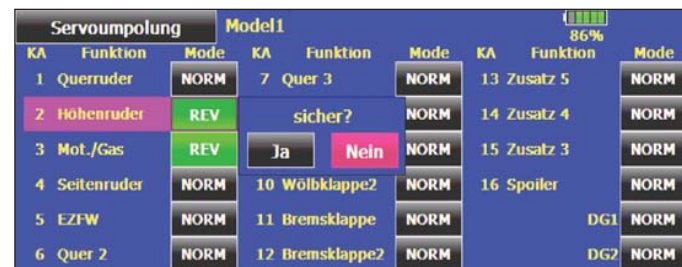 Servoumpolung Model1 86%
KA Funktion Mode KA Funktion Mode KA Funktion Mode
1 Querruder NORM 7 Quer 3 NORM 13 Zusatz 5 NORM
2 Höhenruder REV sicher? NORM 14 Zusatz 4 NORM
3 Mot./Gas REV Ja Nein NORM 15 Zusatz 3 NORM
4 Seitenruder NORM 10 Wölbklappe2 NORM 16 Spoiler NORM
5 EZFW NORM 11 Bremsklappe NORM DG1 NORM
6 Quer 2 NORM 12 Bremsklappe2 NORM DG2 NORM